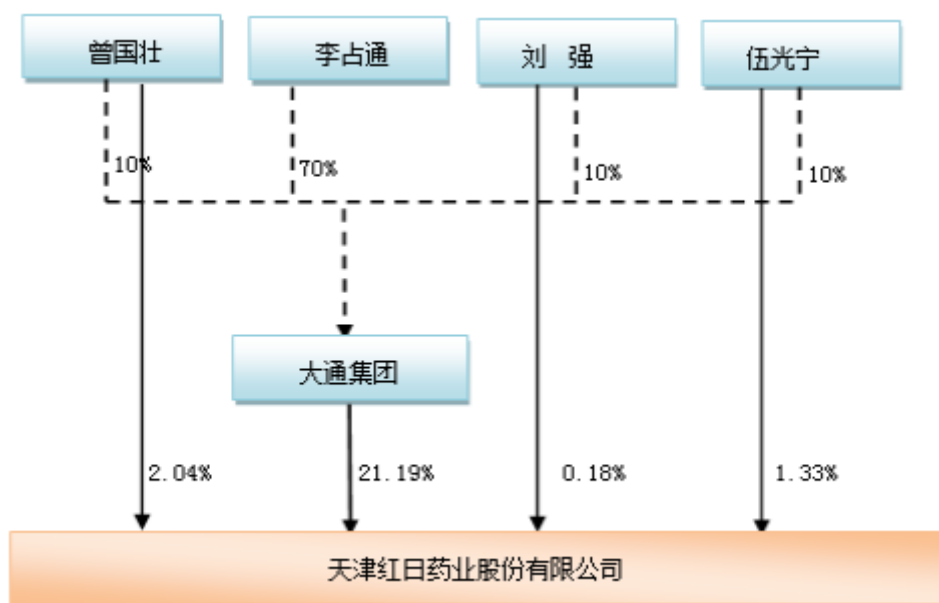 曾国壮
李占通
刘 强
伍光宁
10%
70%
10%
10%
大通集团
2.04%
21.19%
0.18%
1.33%
天津红日药业股份有限公司